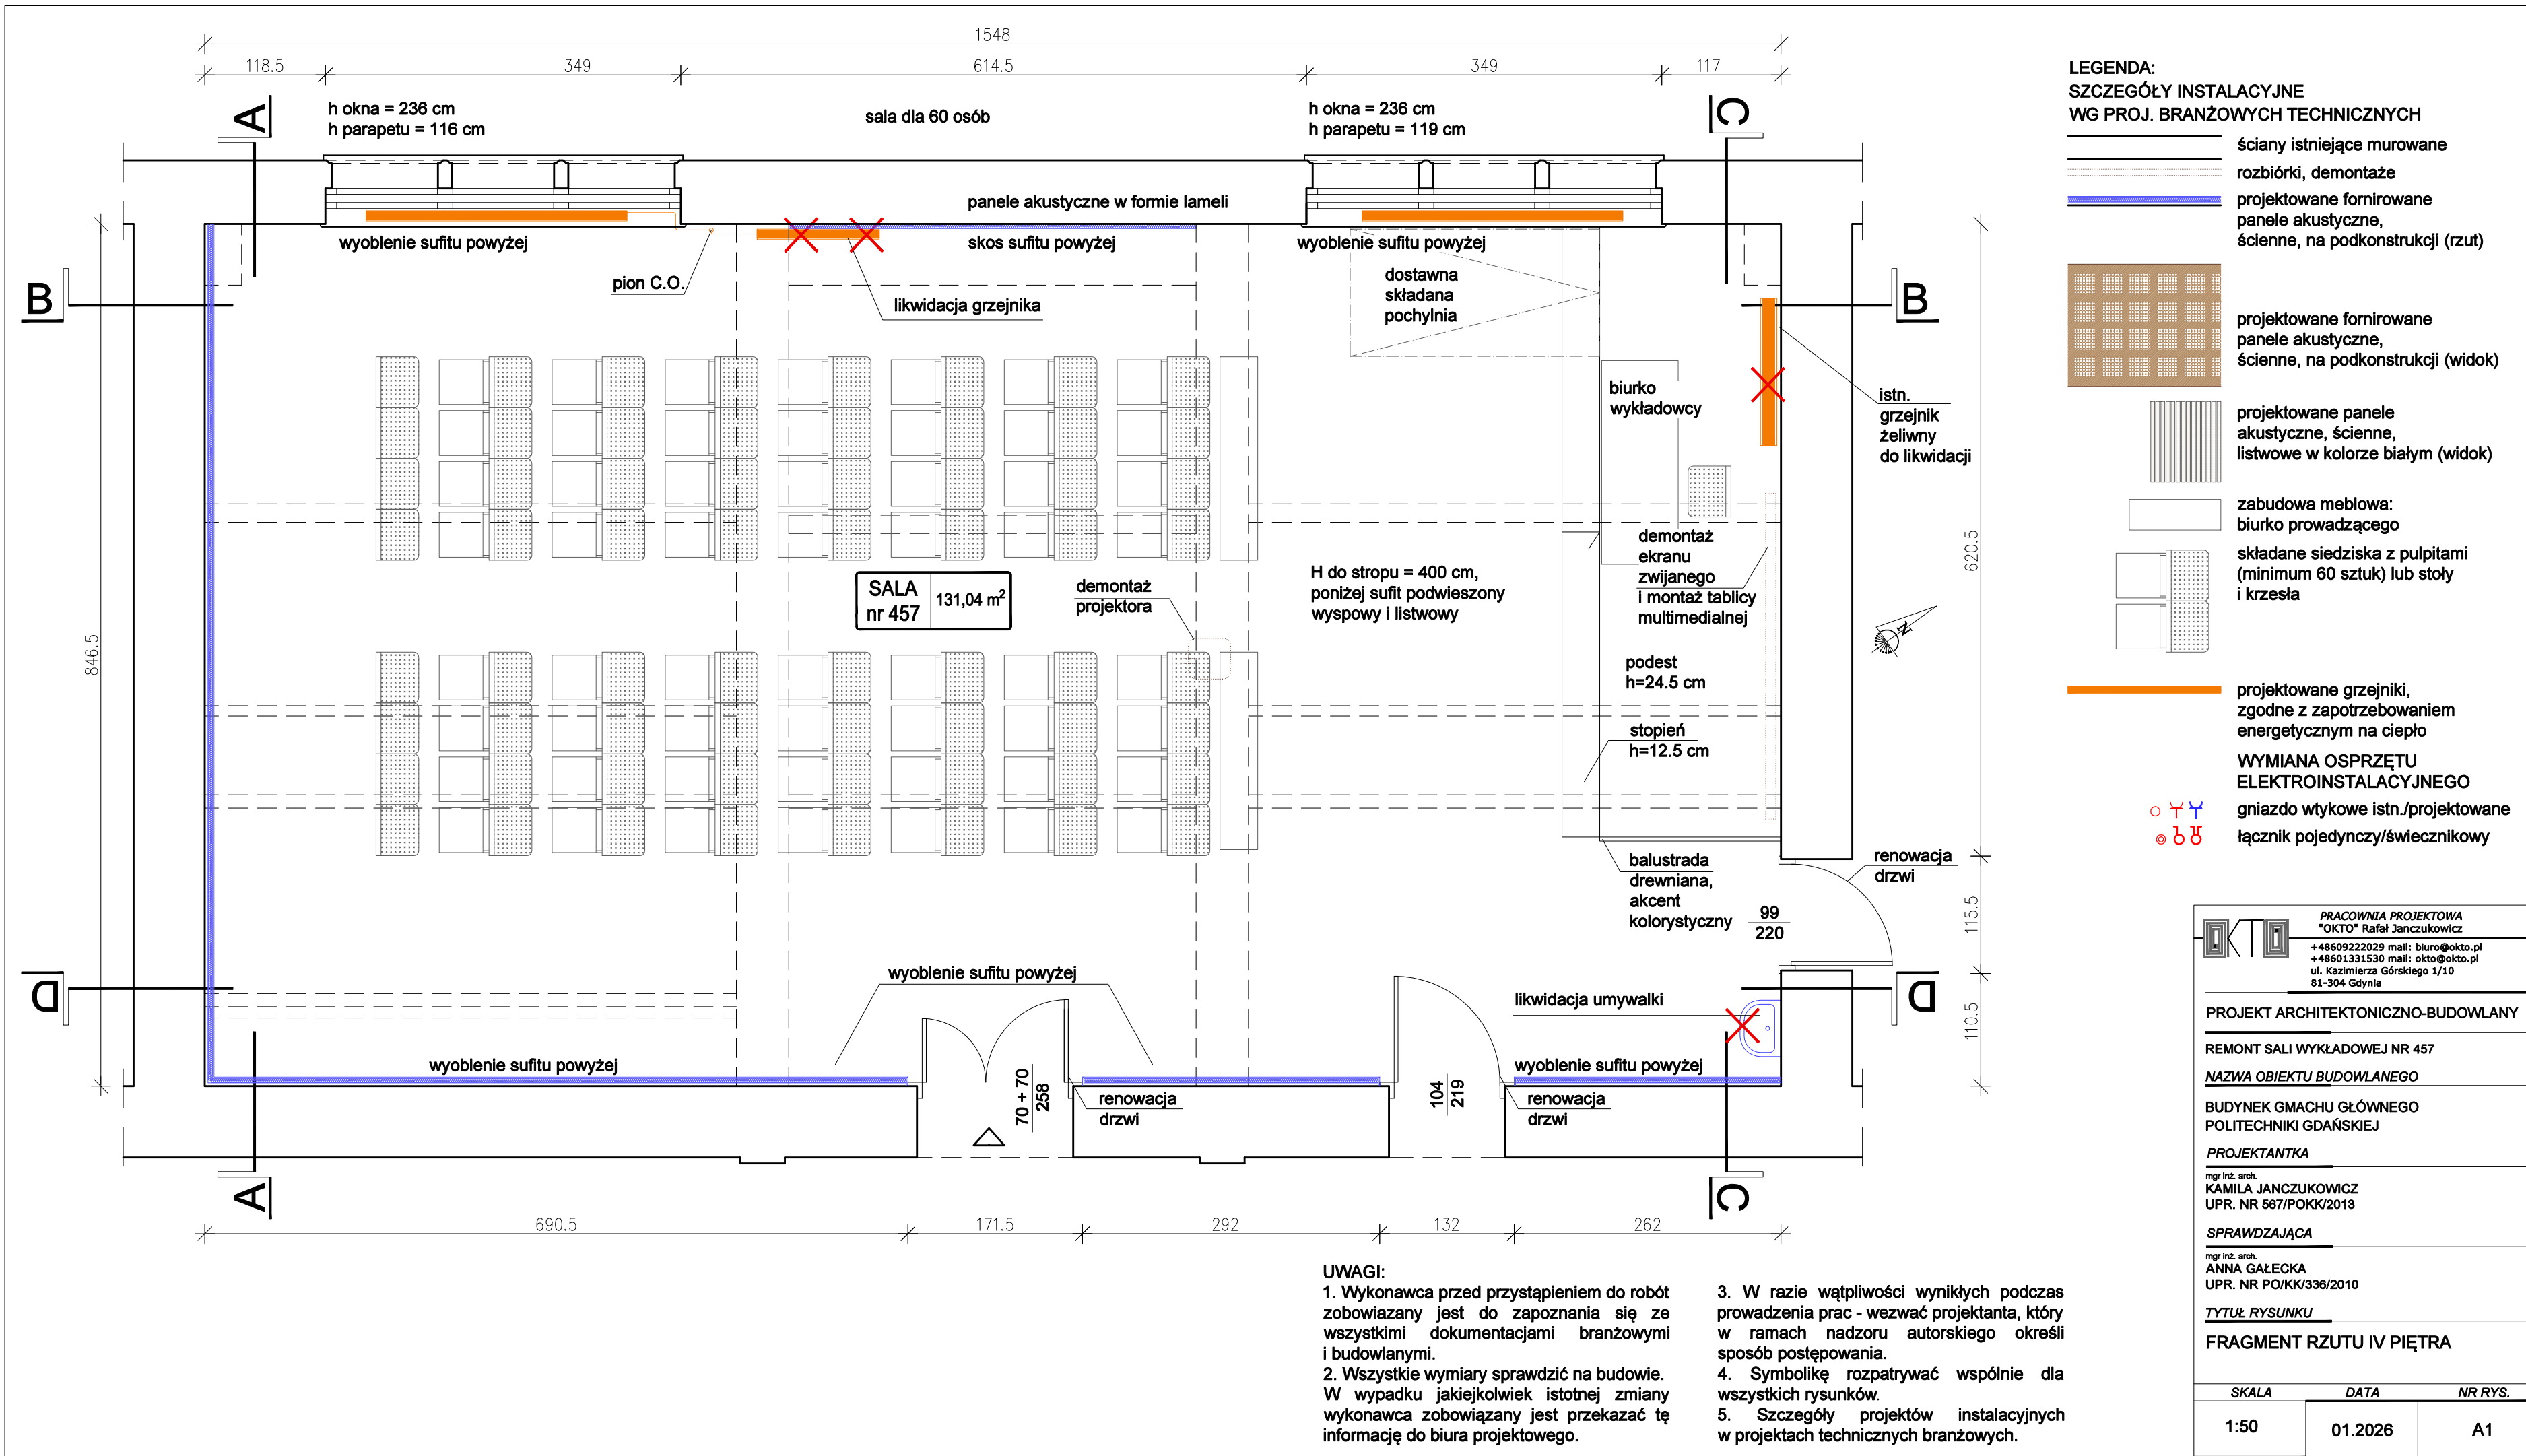 1548
118.5
349
614.5
349
117
A
h okna = 236 cm
h parapetu = 116 cm
sala dla 60 osób
h okna = 236 cm
h parapetu = 119 cm
C
panele akustyczne w formie lameli
wyoblenie sufitu powyżej
skos sufitu powyżej
wyoblenie sufitu powyżej
B
pion C.O.
likwidacja grzejnika
dostawna
składana
pochylnia
B
biurko
wykładowcy
istn.
grzejnik
żeliwny
do likwidacji
demontaż
ekranu
zwijanego
i montaż tablicy
multimedialnej
H do stropu = 400 cm,
poniżej sufit podwieszony
wyspowy i listwowy
SALA
nr 457
131,04 m²
demontaż
projektora
N
846.5
620.5
115.5
110.5
podest
h=24.5 cm
stopień
h=12.5 cm
balustrada
drewniana,
akcent
kolorystyczny
99
220
renowacja
drzwi
D
D
wyoblenie sufitu powyżej
likwidacja umywalki
wyoblenie sufitu powyżej
wyoblenie sufitu powyżej
70 + 70
258
renowacja
drzwi
104
219
renowacja
drzwi
A
C
690.5
171.5
292
132
262
UWAGI:
1. Wykonawca przed przystąpieniem do robót
zobowiazany jest do zapoznania się ze
wszystkimi dokumentacjami branżowymi
i budowlanymi.
2. Wszystkie wymiary sprawdzić na budowie.
W wypadku jakiejkolwiek istotnej zmiany
wykonawca zobowiązany jest przekazać tę
informację do biura projektowego.
3. W razie wątpliwości wynikłych podczas
prowadzenia prac - wezwać projektanta, który
w ramach nadzoru autorskiego określi
sposób postępowania.
4. Symbolikę rozpatrywać wspólnie dla
wszystkich rysunków.
5. Szczegóły projektów instalacyjnych
w projektach technicznych branżowych.
LEGENDA:
SZCZEGÓŁY INSTALACYJNE
WG PROJ. BRANŻOWYCH TECHNICZNYCH
ściany istniejące murowane
rozbiórki, demontaże
projektowane fornirowane
panele akustyczne,
ścienne, na podkonstrukcji (rzut)
projektowane fornirowane
panele akustyczne,
ścienne, na podkonstrukcji (widok)
projektowane panele
akustyczne, ścienne,
listwowe w kolorze białym (widok)
zabudowa meblowa:
biurko prowadzącego
składane siedziska z pulpitami
(minimum 60 sztuk) lub stoły
i krzesła
projektowane grzejniki,
zgodne z zapotrzebowaniem
energetycznym na ciepło
WYMIANA OSPRZĘTU
ELEKTROINSTALACYJNEGO
gniazdo wtykowe istn./projektowane
łącznik pojedynczy/świecznikowy
OKTO
PRACOWNIA PROJEKTOWA
"OKTO" Rafał Janczukowicz
+48609222029 mail: biuro@okto.pl
+48601331530 mail: okto@okto.pl
ul. Kazimierza Górskiego 1/10
81-304 Gdynia
PROJEKT ARCHITEKTONICZNO-BUDOWLANY
REMONT SALI WYKŁADOWEJ NR 457
NAZWA OBIEKTU BUDOWLANEGO
BUDYNEK GMACHU GŁÓWNEGO
POLITECHNIKI GDAŃSKIEJ
PROJEKTANTKA
mgr inż. arch.
KAMILA JANCZUKOWICZ
UPR. NR 567/POKK/2013
SPRAWDZAJĄCA
mgr inż. arch.
ANNA GAŁECKA
UPR. NR PO/KK/336/2010
TYTUŁ RYSUNKU
FRAGMENT RZUTU IV PIĘTRA
SKALA DATA NR RYS.
1:50 01.2026 A1